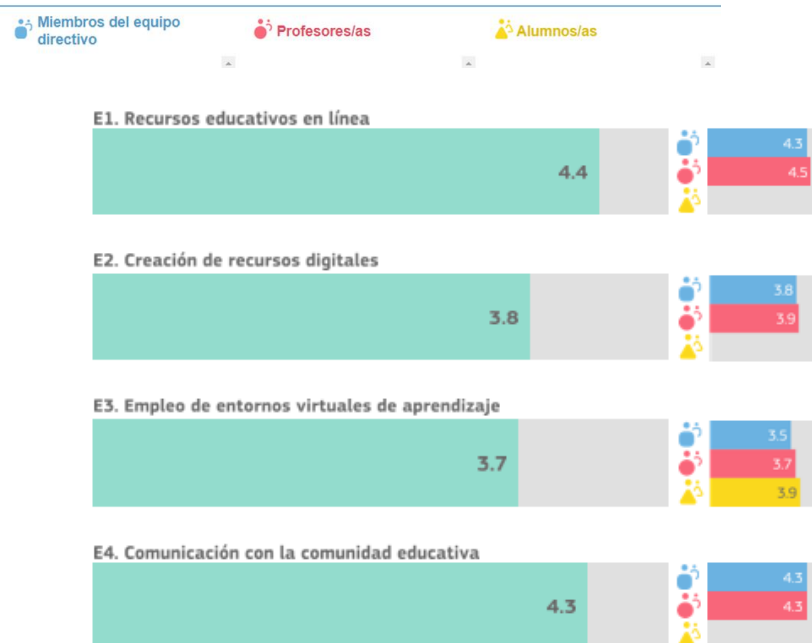 Miembros del equipo
directivo
Profesores/as
Alumnos/as
E1. Recursos educativos en línea
4.4
4.3
4.5
E2. Creación de recursos digitales
3.8
3.8
3.9
E3. Empleo de entornos virtuales de aprendizaje
3.7
3.5
3.7
3.9
E4. Comunicación con la comunidad educativa
4.3
4.3
4.3